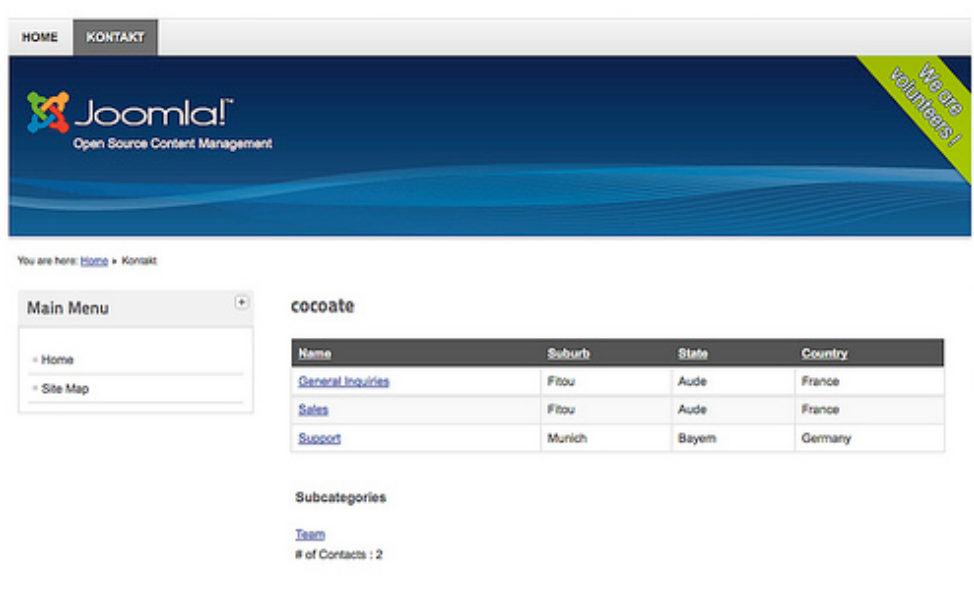 HOME KONTAKT
Joomla!™
Open Source Content Management
We are
volunteers !
You are here: Home ▸ Kontakt
Main Menu +
Home
Site Map
cocoate
Name Suburb State Country
General Inquiries Fitou Aude France
Sales Fitou Aude France
Support Munich Bayern Germany
Subcategories
Team
# of Contacts : 2